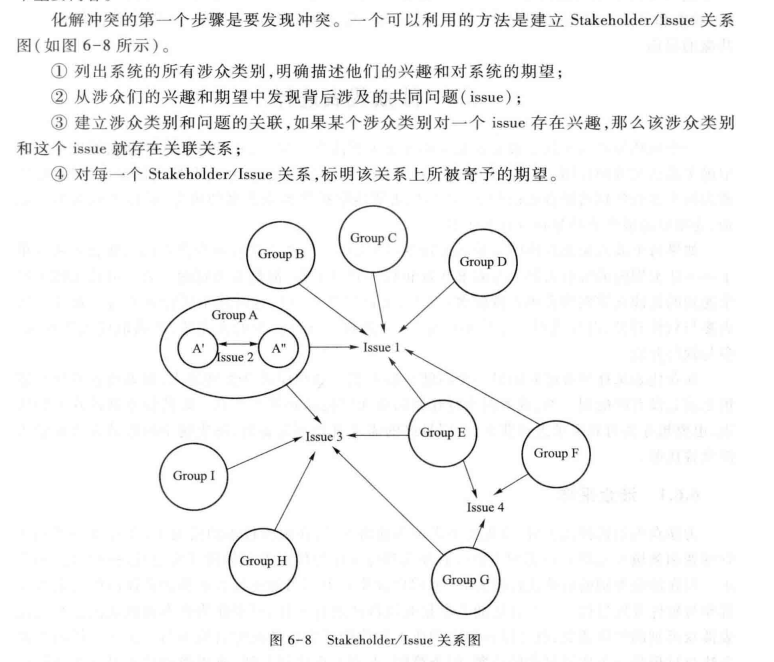 化解冲突的第一个步骤是要发现冲突。一个可以利用的方法是建立 Stakeholder/Issue 关系
图(如图 6-8 所示)。
① 列出系统的所有涉众类别,明确描述他们的兴趣和对系统的期望;
② 从涉众们的兴趣和期望中发现背后涉及的共同问题(issue);
③ 建立涉众类别和问题的关联,如果某个涉众类别对一个 issue 存在兴趣,那么该涉众类别
和这个 issue 就存在关联关系;
④ 对每一个 Stakeholder/Issue 关系,标明该关系上所被寄予的期望。
Group C
Group B
Group D
Group A
A'
A"
Issue 2
Issue 1
Issue 3
Group E
Group F
Group I
Issue 4
Group H
Group G
图 6-8 Stakeholder/Issue 关系图